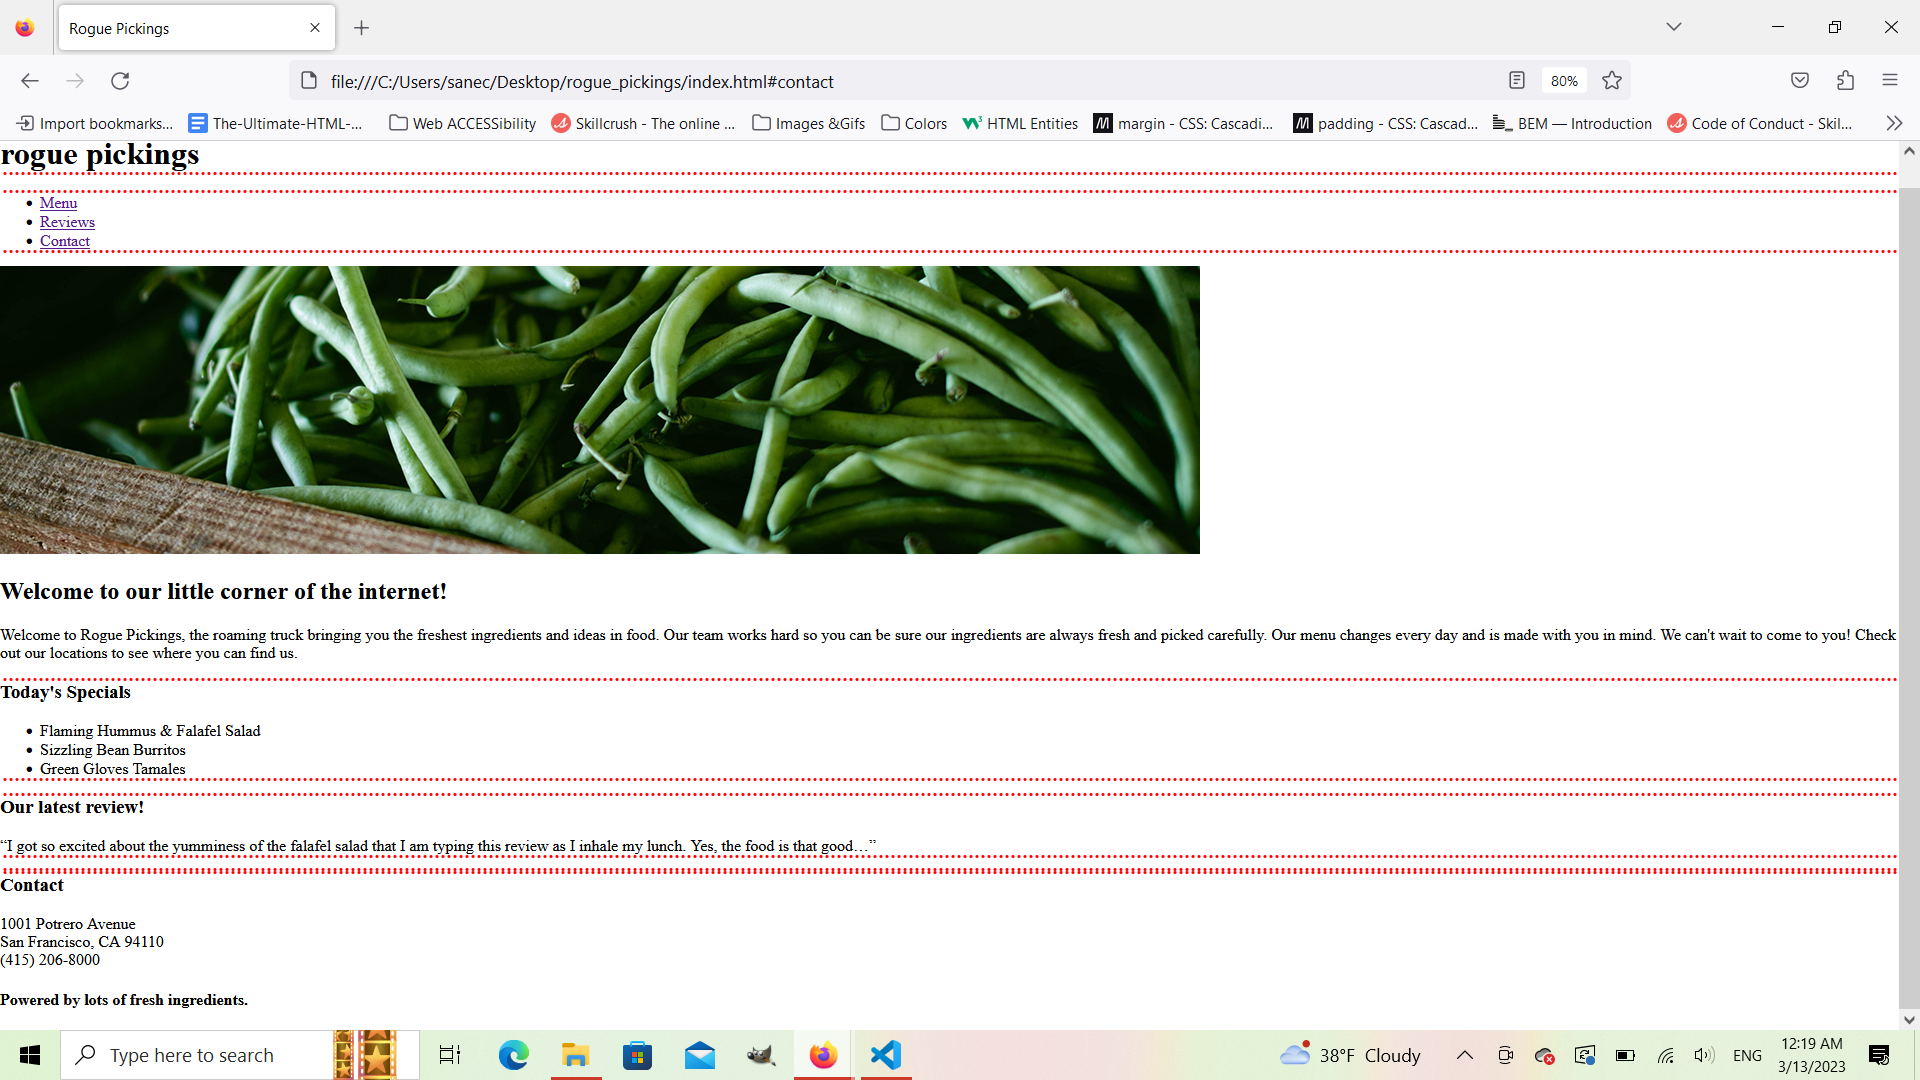 Rogue Pickings
file:///C:/Users/sanec/Desktop/rogue_pickings/index.html#contact
80%
Import bookmarks...
The-Ultimate-HTML-...
Web ACCESSibility
Skillcrush - The online ...
Images &Gifs
Colors
HTML Entities
margin - CSS: Cascadi...
padding - CSS: Cascad...
BEM — Introduction
Code of Conduct - Skil...
rogue pickings
Menu
Reviews
Contact
Welcome to our little corner of the internet!
Welcome to Rogue Pickings, the roaming truck bringing you the freshest ingredients and ideas in food. Our team works hard so you can be sure our ingredients are always fresh and picked carefully. Our menu changes every day and is made with you in mind. We can't wait to come to you! Check
out our locations to see where you can find us.
Today's Specials
Flaming Hummus & Falafel Salad
Sizzling Bean Burritos
Green Gloves Tamales
Our latest review!
“I got so excited about the yumminess of the falafel salad that I am typing this review as I inhale my lunch. Yes, the food is that good…”
Contact
1001 Potrero Avenue
San Francisco, CA 94110
(415) 206-8000
Powered by lots of fresh ingredients.
Type here to search
38°F Cloudy
ENG
12:19 AM
3/13/2023